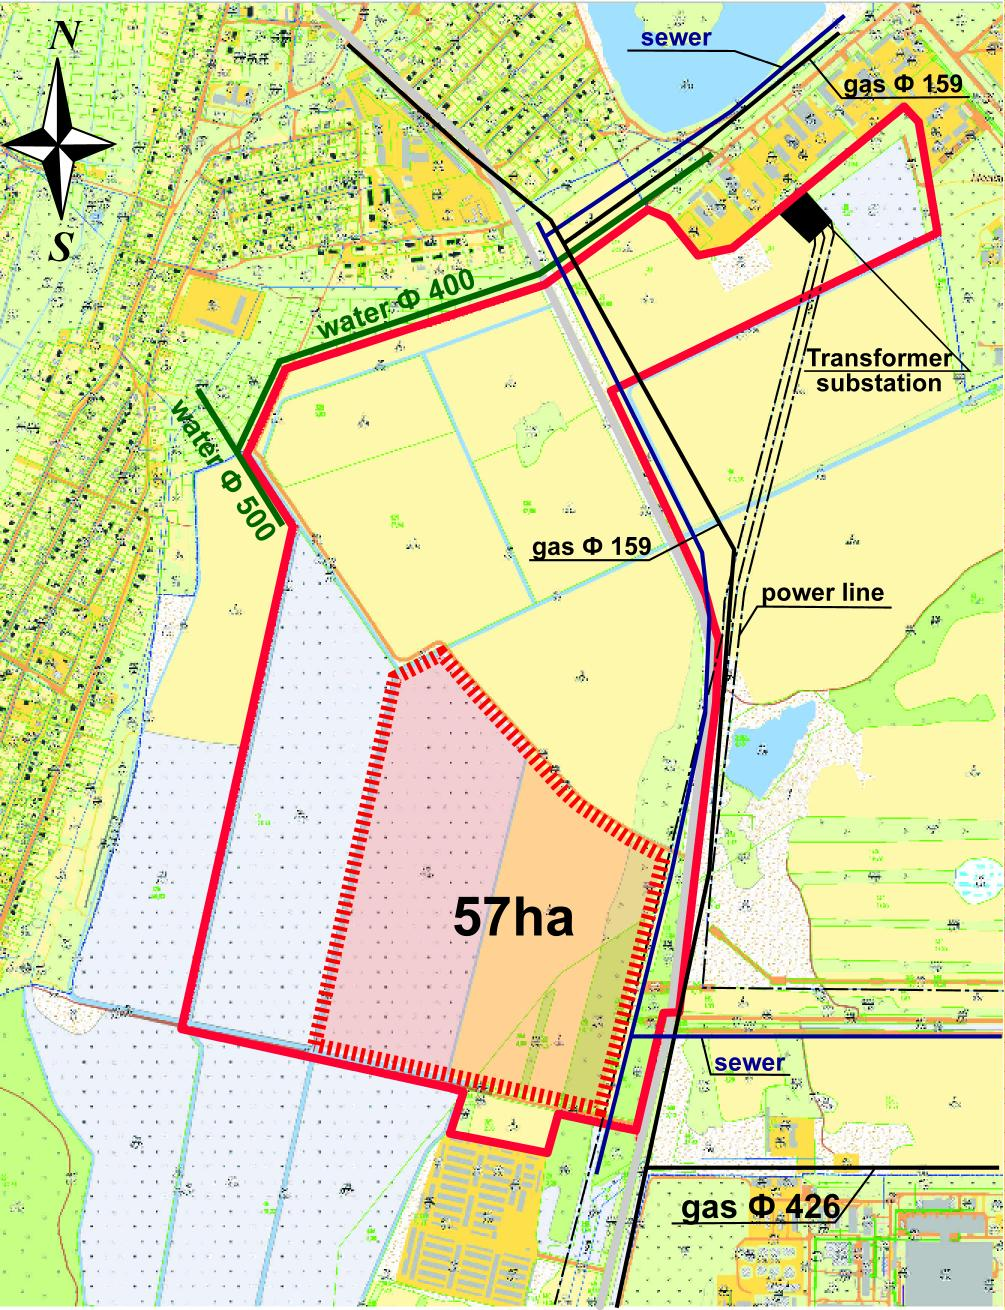 N
S
sewer
gas Ф 159
water Ф 400
water Ф 500
Transformer
substation
gas Ф 159
power line
57ha
sewer
gas Ф 426